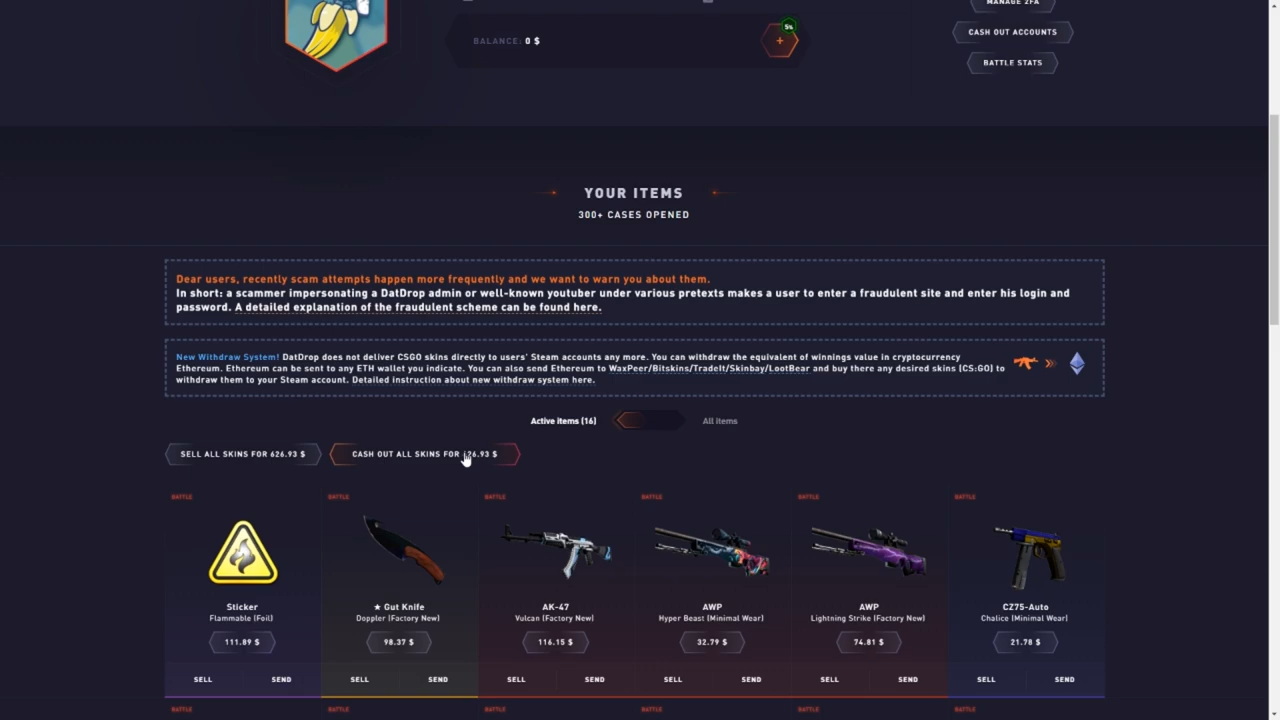 MANAGE 2FA
5%
BALANCE: 0 $
+
CASH OUT ACCOUNTS
BATTLE STATS
YOUR ITEMS
300+ CASES OPENED
Dear users, recently scam attempts happen more frequently and we want to warn you about them.
In short: a scammer impersonating a DatDrop admin or well-known youtuber under various pretexts makes a user to enter a fraudulent site and enter his login and
password. A detailed explanation of the fraudulent scheme can be found here.
New Withdraw System! DatDrop does not deliver CSGO skins directly to users' Steam accounts any more. You can withdraw the equivalent of winnings value in cryptocurrency
Ethereum. Ethereum can be sent to any ETH wallet you indicate. You can also send Ethereum to WaxPeer/Bitskins/TradeIt/Skinbay/LootBear and buy there any desired skins (CS:GO) to
withdraw them to your Steam account. Detailed instruction about new withdraw system here.
Active items (16) All items
SELL ALL SKINS FOR 626.93 $ CASH OUT ALL SKINS FOR 626.93 $
BATTLE BATTLE BATTLE BATTLE BATTLE BATTLE
Sticker ★ Gut Knife AK-47 AWP AWP CZ75-Auto
Flammable (Foil) Doppler (Factory New) Vulcan (Factory New) Hyper Beast (Minimal Wear) Lightning Strike (Factory New) Chalice (Minimal Wear)
111.89 $ 98.37 $ 116.15 $ 32.79 $ 74.81 $ 21.78 $
SELL SEND SELL SEND SELL SEND SELL SEND SELL SEND SELL SEND
BATTLE BATTLE BATTLE BATTLE BATTLE BATTLE